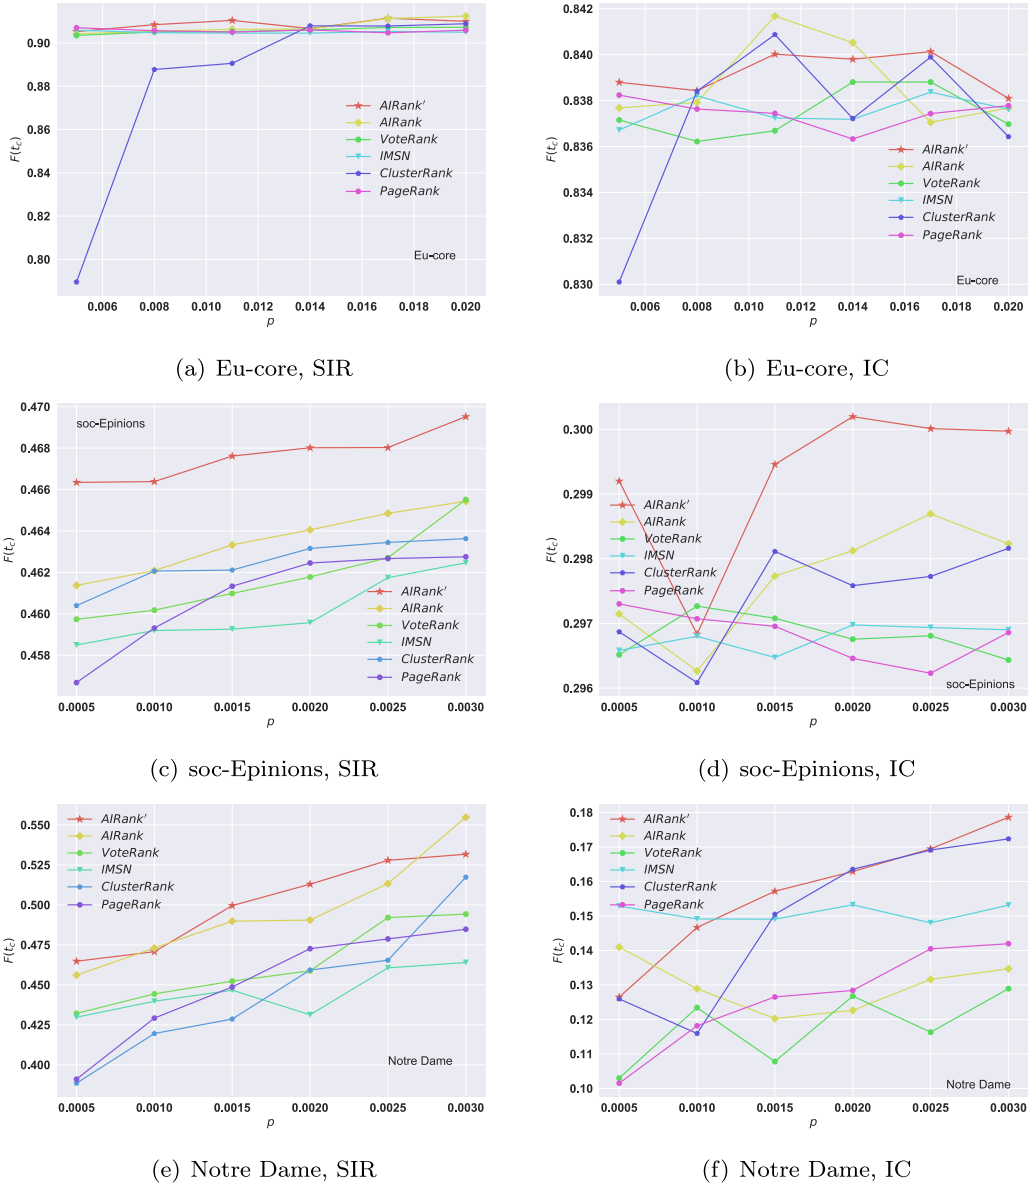 0.90
0.88
0.86
0.84
0.82
0.80
F(t_c)
AIRank'
AIRank
VoteRank
IMSN
ClusterRank
PageRank
Eu-core
0.006 0.008 0.010 0.012 0.014 0.016 0.018 0.020
p
(a) Eu-core, SIR
0.842
0.840
0.838
0.836
0.834
0.832
0.830
F(t_c)
AIRank'
AIRank
VoteRank
IMSN
ClusterRank
PageRank
Eu-core
0.006 0.008 0.010 0.012 0.014 0.016 0.018 0.020
p
(b) Eu-core, IC
0.470
0.468
0.466
0.464
0.462
0.460
0.458
F(t_c)
soc-Epinions
AIRank'
AIRank
VoteRank
IMSN
ClusterRank
PageRank
0.0005 0.0010 0.0015 0.0020 0.0025 0.0030
p
(c) soc-Epinions, SIR
0.300
0.299
0.298
0.297
0.296
F(t_c)
AIRank'
AIRank
VoteRank
IMSN
ClusterRank
PageRank
soc-Epinions
0.0005 0.0010 0.0015 0.0020 0.0025 0.0030
p
(d) soc-Epinions, IC
0.550
0.525
0.500
0.475
0.450
0.425
0.400
F(t_c)
AIRank'
AIRank
VoteRank
IMSN
ClusterRank
PageRank
Notre Dame
0.0005 0.0010 0.0015 0.0020 0.0025 0.0030
p
(e) Notre Dame, SIR
0.18
0.17
0.16
0.15
0.14
0.13
0.12
0.11
0.10
F(t_c)
AIRank'
AIRank
VoteRank
IMSN
ClusterRank
PageRank
Notre Dame
0.0005 0.0010 0.0015 0.0020 0.0025 0.0030
p
(f) Notre Dame, IC